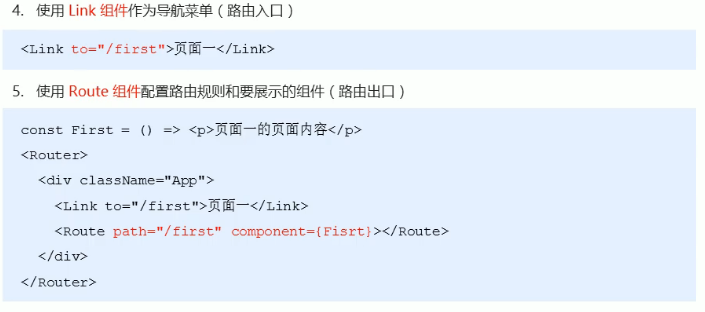 4. 使用 Link 组件作为导航菜单（路由入口）
<Link to="/first">页面一</Link>
5. 使用 Route 组件配置路由规则和要展示的组件（路由出口）
const First = () => <p>页面一的页面内容</p>
<Router>
<div className="App">
<Link to="/first">页面一</Link>
<Route path="/first" component={Fisrt}></Route>
</div>
</Router>